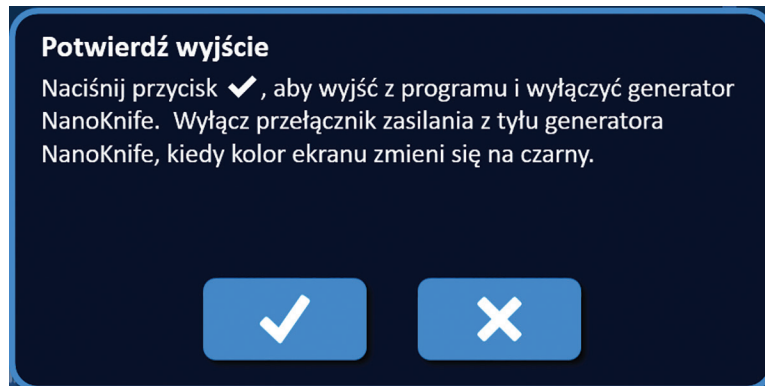 Potwierdź wyjście
Naciśnij przycisk ✔, aby wyjść z programu i wyłączyć generator
NanoKnife.  Wyłącz przełącznik zasilania z tyłu generatora
NanoKnife, kiedy kolor ekranu zmieni się na czarny.